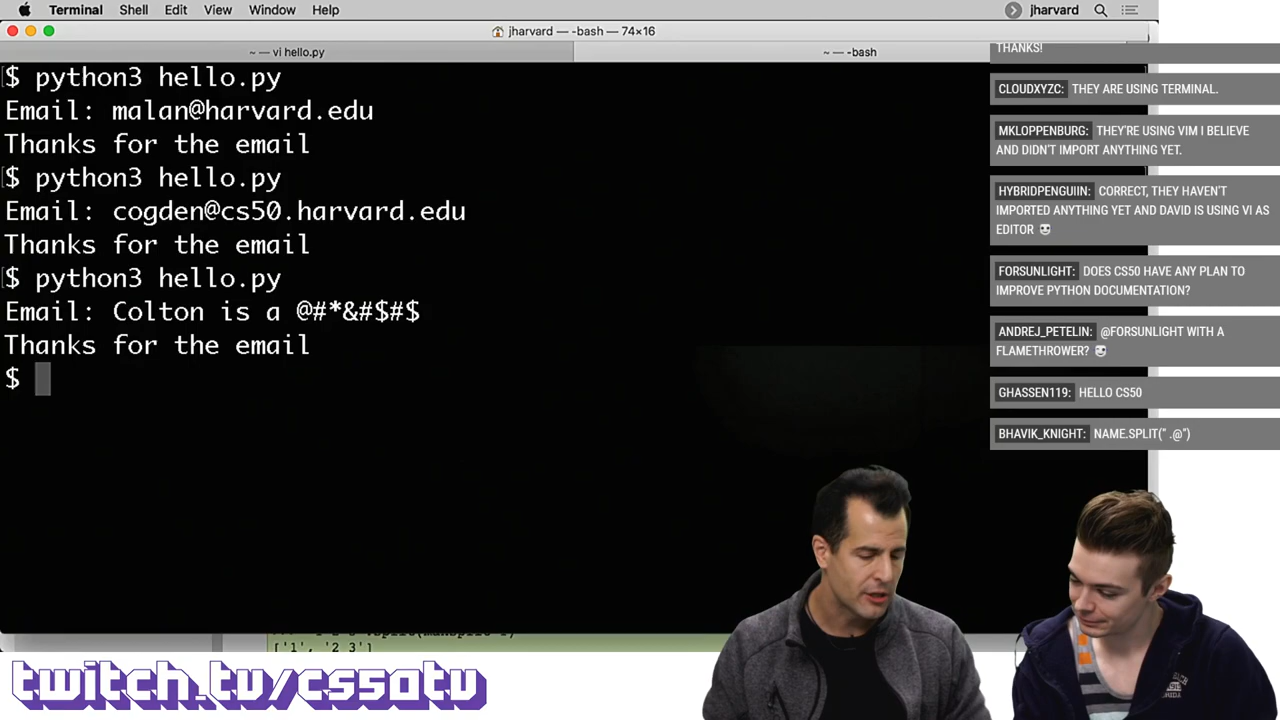 Terminal Shell Edit View Window Help jharvard
jharvard — -bash — 74×16
~ — vi hello.py ~ — -bash
$ python3 hello.py
Email: malan@harvard.edu
Thanks for the email
$ python3 hello.py
Email: cogden@cs50.harvard.edu
Thanks for the email
$ python3 hello.py
Email: Colton is a @#*&#$#$
Thanks for the email
$
THANKS!
CLOUDXYZC: THEY ARE USING TERMINAL.
MKLOPPENBURG: THEY'RE USING VIM I BELIEVE
AND DIDN'T IMPORT ANYTHING YET.
HYBRIDPENGUIIN: CORRECT, THEY HAVEN'T
IMPORTED ANYTHING YET AND DAVID IS USING VI AS
EDITOR
FORSUNLIGHT: DOES CS50 HAVE ANY PLAN TO
IMPROVE PYTHON DOCUMENTATION?
ANDREJ_PETELIN: @FORSUNLIGHT WITH A
FLAMETHROWER?
GHASSEN119: HELLO CS50
BHAVIK_KNIGHT: NAME.SPLIT(" .@")
['1', '2 3']
twitch.tv/cs50tv